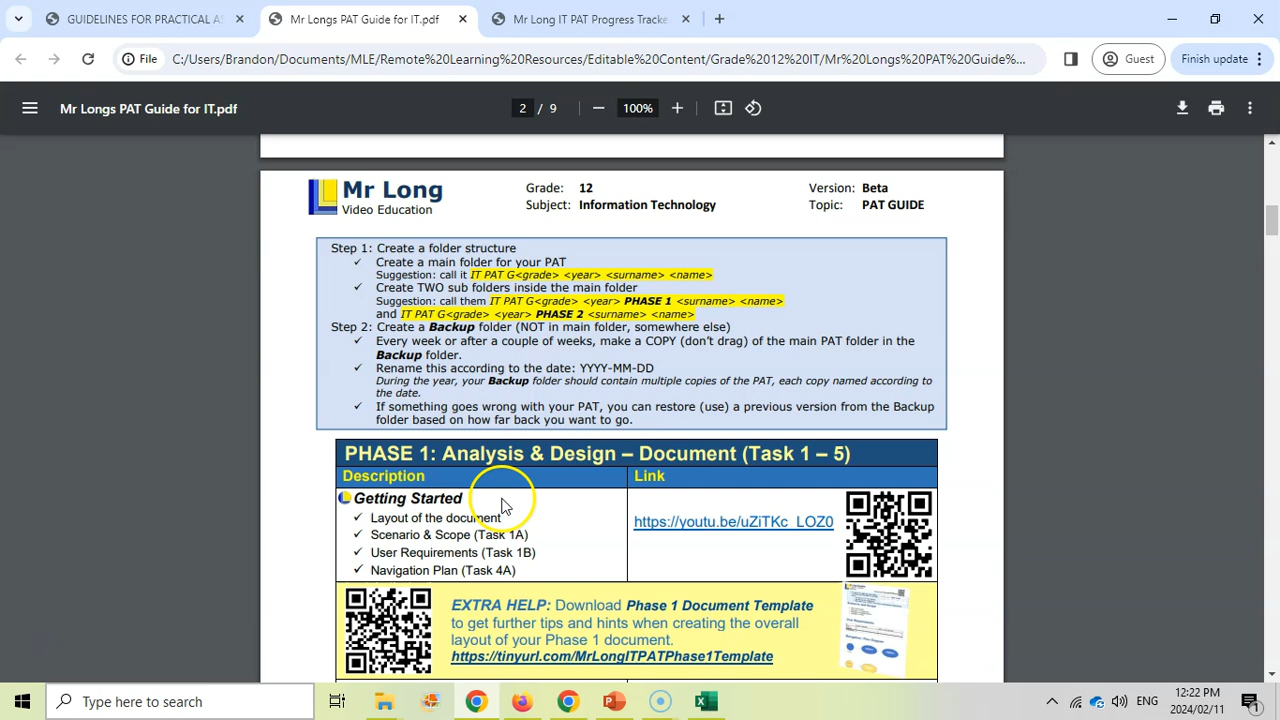 GUIDELINES FOR PRACTICAL A
Mr Longs PAT Guide for IT.pdf
Mr Long IT PAT Progress Tracke
File
C:/Users/Brandon/Documents/MLE/Remote%20Learning%20Resources/Editable%20Content/Grade%2012%20IT/Mr%20Longs%20PAT%20Guide%...
Guest
Finish update
Mr Longs PAT Guide for IT.pdf
2 / 9
100%
Mr Long
Video Education
Grade: 12
Subject: Information Technology
Version: Beta
Topic: PAT GUIDE
Step 1: Create a folder structure
✓ Create a main folder for your PAT
Suggestion: call it IT PAT G<grade> <year> <surname> <name>
✓ Create TWO sub folders inside the main folder
Suggestion: call them IT PAT G<grade> <year> PHASE 1 <surname> <name>
and IT PAT G<grade> <year> PHASE 2 <surname> <name>
Step 2: Create a Backup folder (NOT in main folder, somewhere else)
✓ Every week or after a couple of weeks, make a COPY (don't drag) of the main PAT folder in the
Backup folder.
✓ Rename this according to the date: YYYY-MM-DD
During the year, your Backup folder should contain multiple copies of the PAT, each copy named according to
the date.
✓ If something goes wrong with your PAT, you can restore (use) a previous version from the Backup
folder based on how far back you want to go.
PHASE 1: Analysis & Design – Document (Task 1 – 5)
Description
Link
Getting Started
✓ Layout of the document
✓ Scenario & Scope (Task 1A)
✓ User Requirements (Task 1B)
✓ Navigation Plan (Task 4A)
https://youtu.be/uZiTKc_LOZ0
EXTRA HELP: Download Phase 1 Document Template
to get further tips and hints when creating the overall
layout of your Phase 1 document.
https://tinyurl.com/MrLongITPATPhase1Template
Type here to search
ENG
12:22 PM
2024/02/11